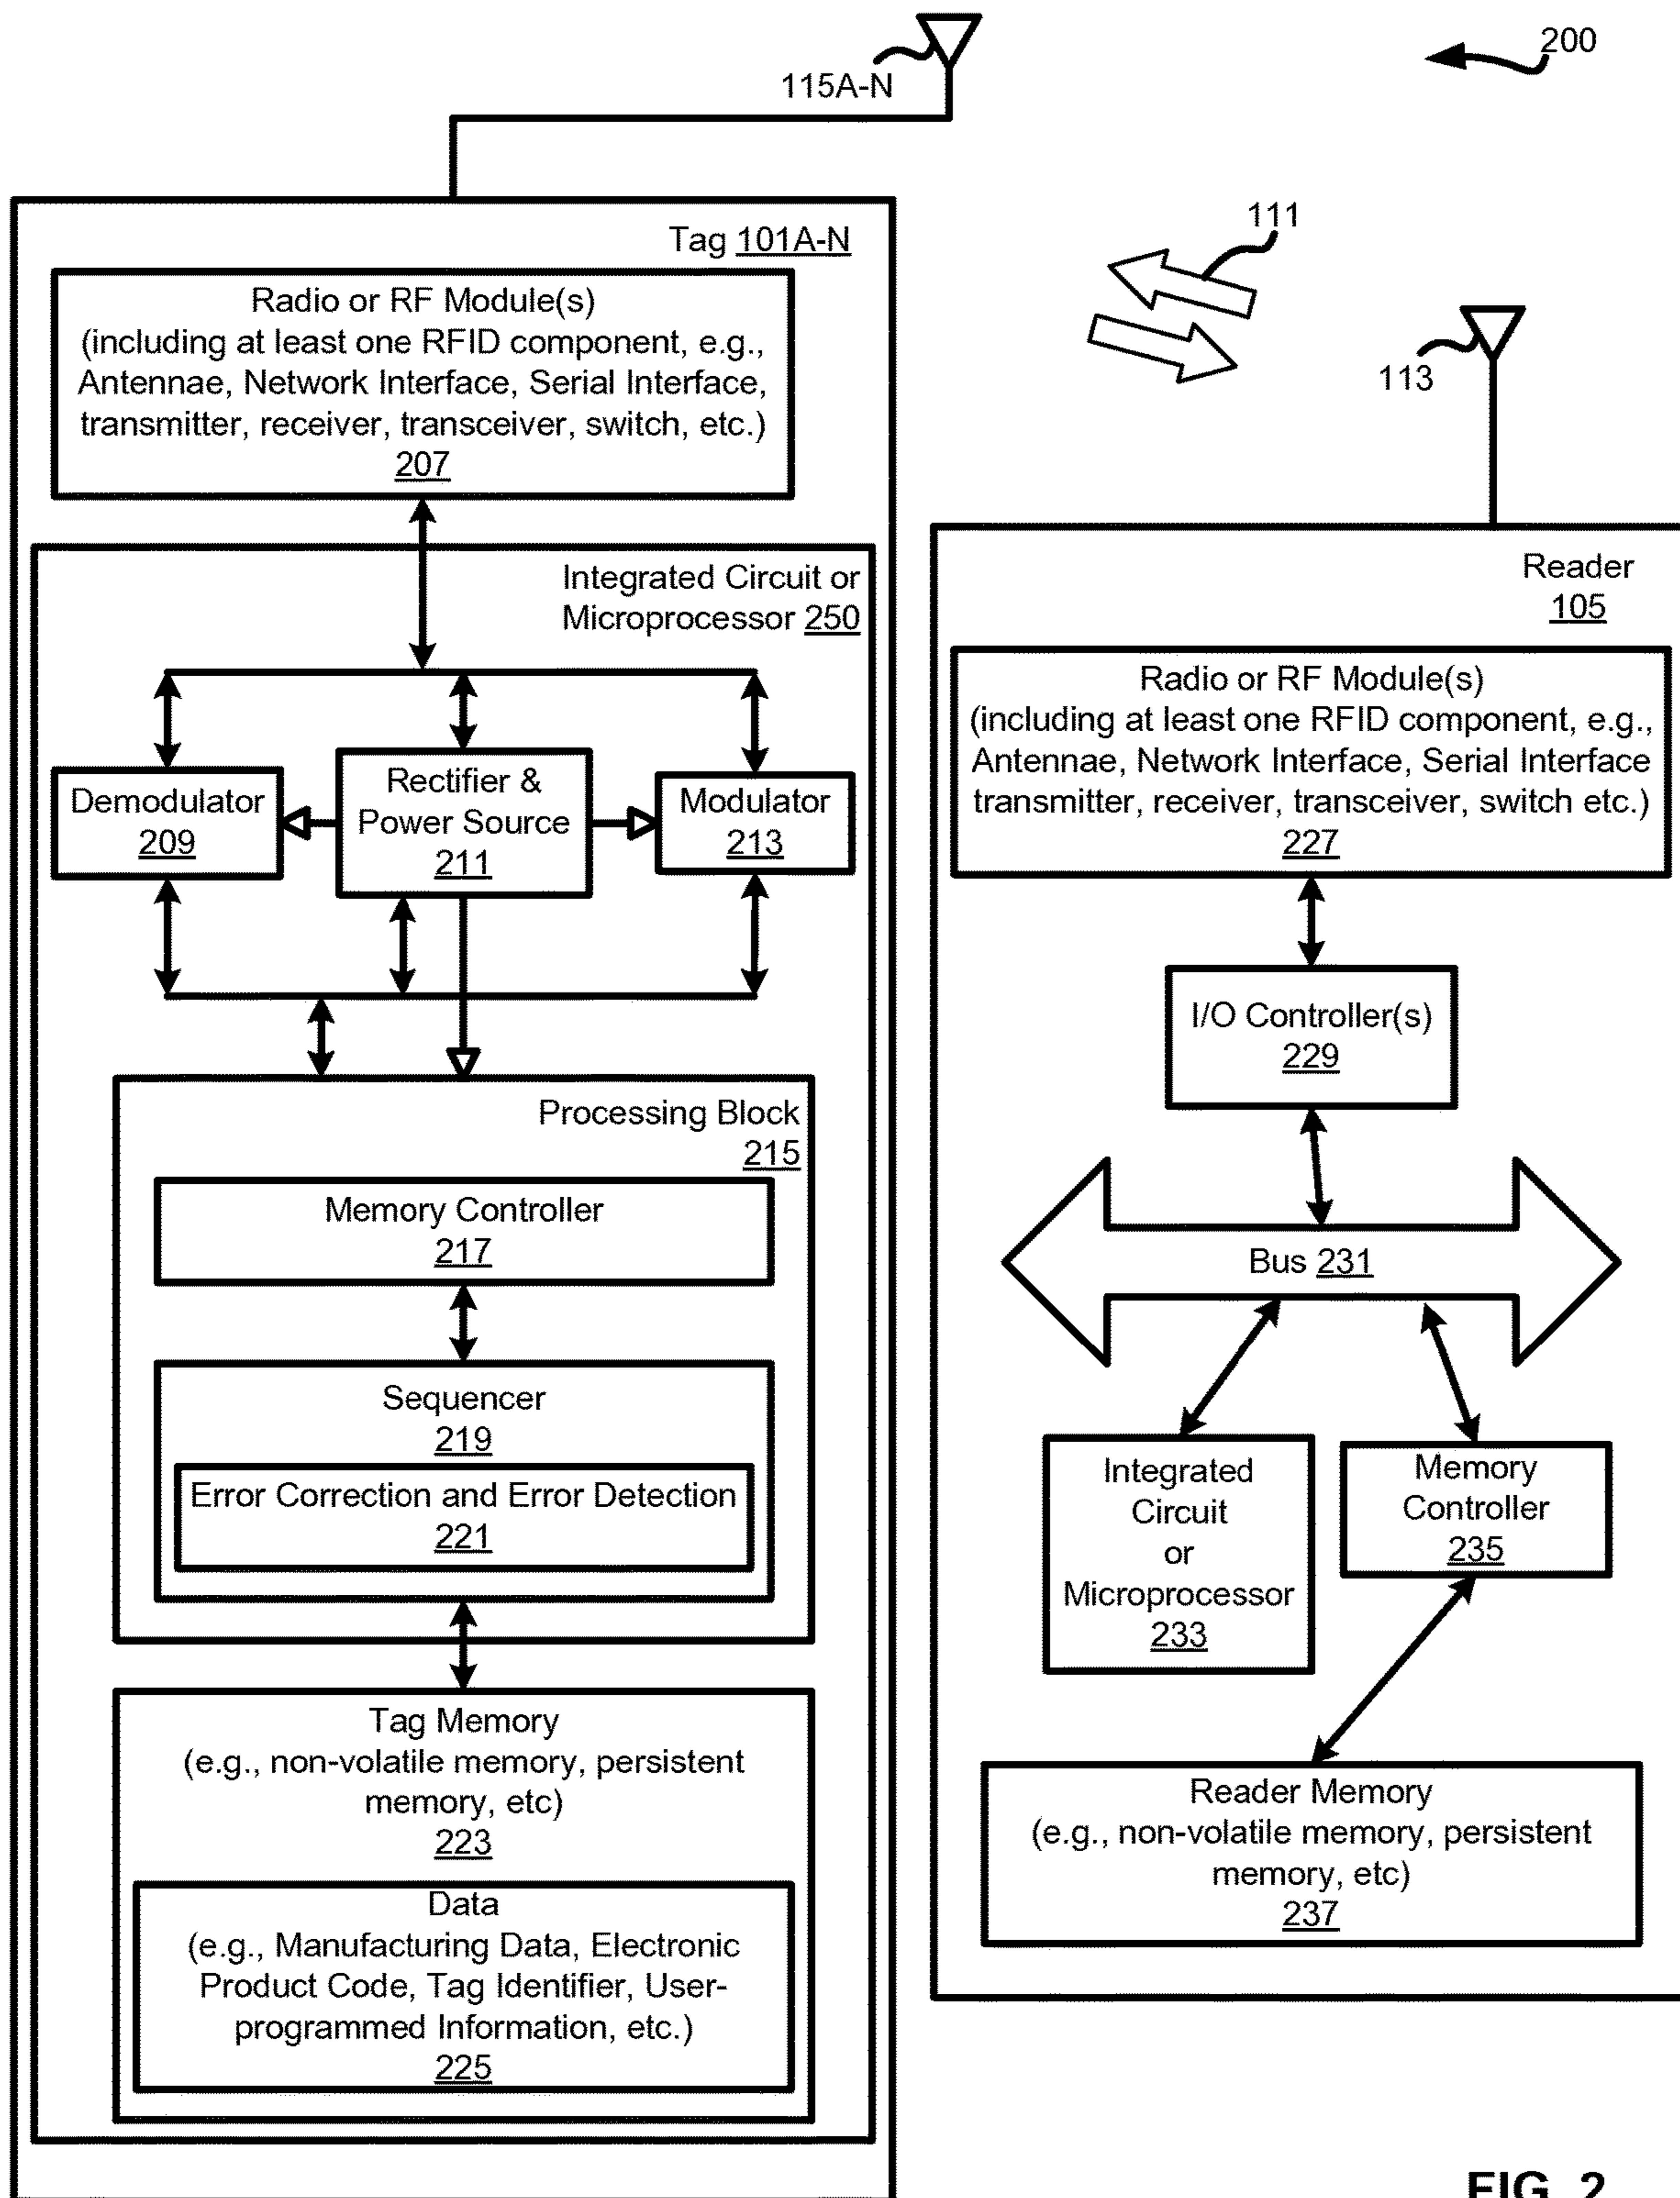 200
115A-N
Tag 101A-N
Radio or RF Module(s)
(including at least one RFID component, e.g.,
Antennae, Network Interface, Serial Interface,
transmitter, receiver, transceiver, switch, etc.)
207
Integrated Circuit or
Microprocessor 250
Demodulator
209
Rectifier &
Power Source
211
Modulator
213
Processing Block
215
Memory Controller
217
Sequencer
219
Error Correction and Error Detection
221
Tag Memory
(e.g., non-volatile memory, persistent
memory, etc)
223
Data
(e.g., Manufacturing Data, Electronic
Product Code, Tag Identifier, User-
programmed Information, etc.)
225
111
113
Reader
105
Radio or RF Module(s)
(including at least one RFID component, e.g.,
Antennae, Network Interface, Serial Interface
transmitter, receiver, transceiver, switch etc.)
227
I/O Controller(s)
229
Bus 231
Integrated
Circuit
or
Microprocessor
233
Memory
Controller
235
Reader Memory
(e.g., non-volatile memory, persistent
memory, etc)
237
FIG. 2